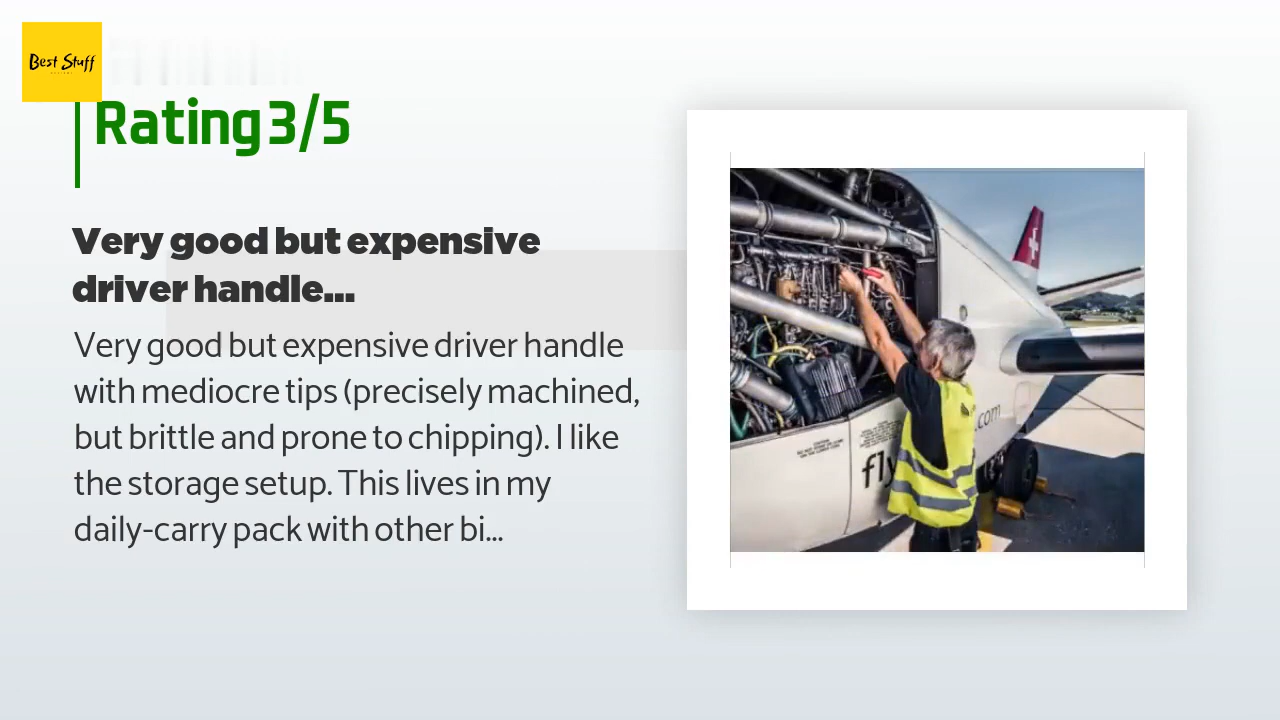 Best Stuff
Rating 3/5
Very good but expensive
driver handle...
Very good but expensive driver handle
with mediocre tips (precisely machined,
but brittle and prone to chipping). I like
the storage setup. This lives in my
daily-carry pack with other bi...
.com
fly